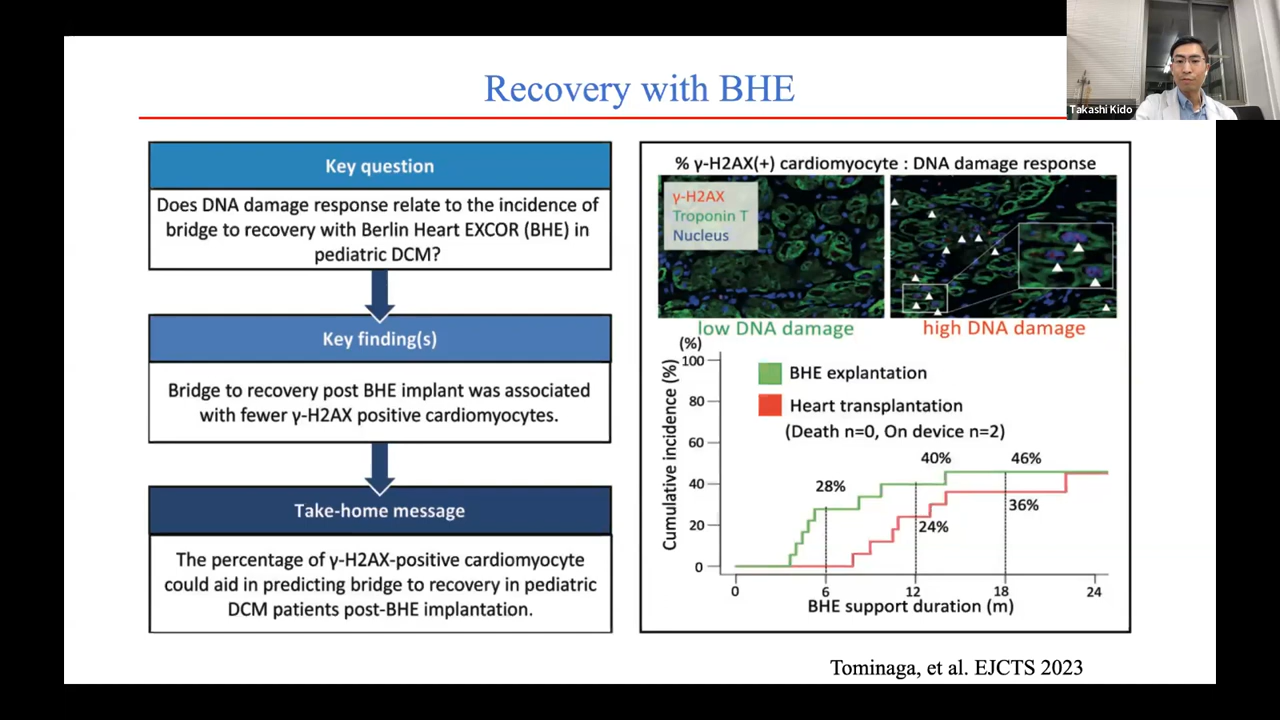 Recovery with BHE
Takashi Kido
Key question
Does DNA damage response relate to the incidence of
bridge to recovery with Berlin Heart EXCOR (BHE) in
pediatric DCM?
Key finding(s)
Bridge to recovery post BHE implant was associated
with fewer γ-H2AX positive cardiomyocytes.
Take-home message
The percentage of γ-H2AX-positive cardiomyocyte
could aid in predicting bridge to recovery in pediatric
DCM patients post-BHE implantation.
% γ-H2AX(+) cardiomyocyte : DNA damage response
γ-H2AX
Troponin T
Nucleus
low DNA damage
high DNA damage
(%)
Cumulative incidence (%)
100
80
60
40
20
0
BHE explantation
Heart transplantation
(Death n=0, On device n=2)
28%
40%
46%
24%
36%
0
6
12
18
24
BHE support duration (m)
Tominaga, et al. EJCTS 2023